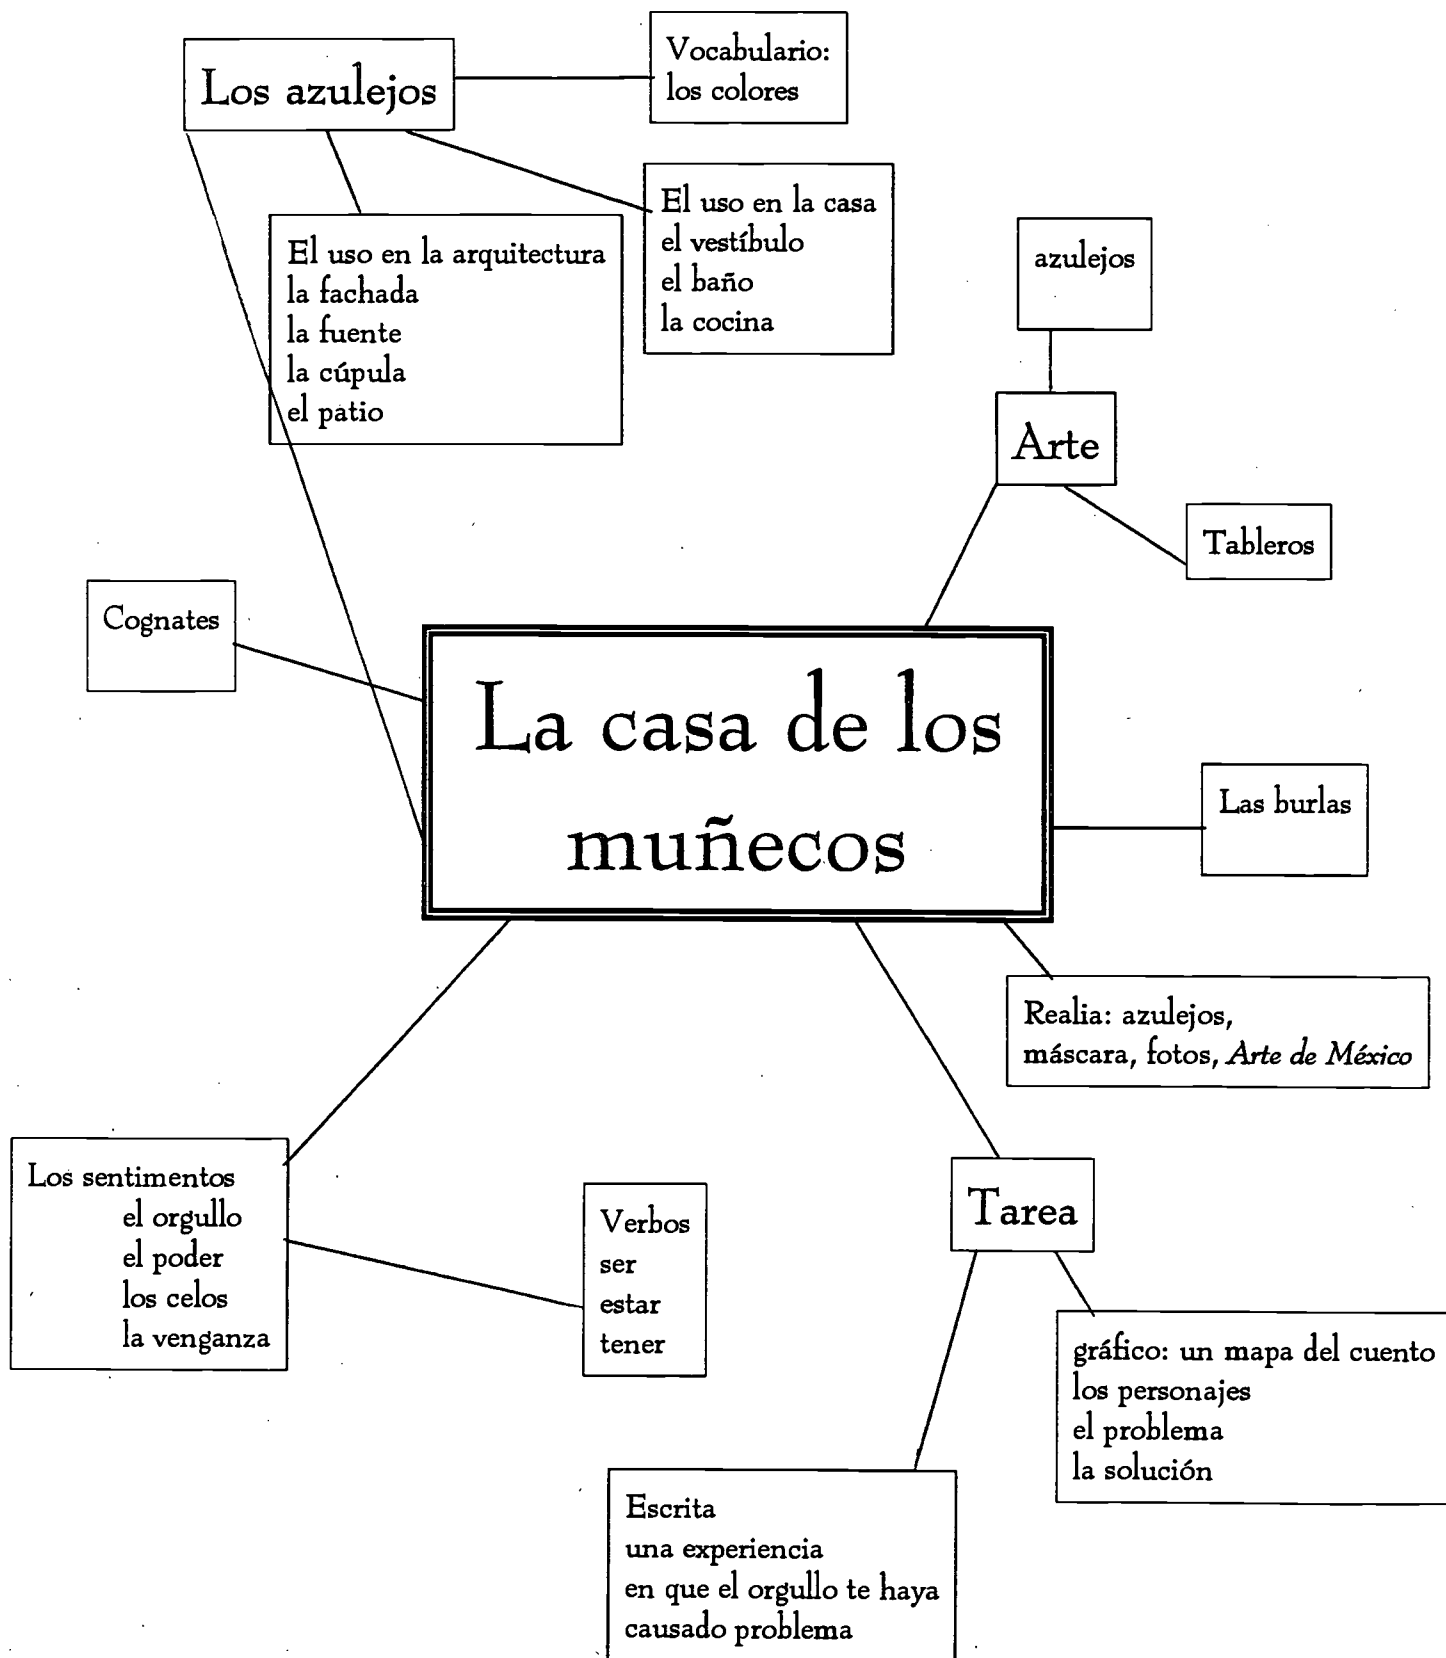 Los azulejos
Vocabulario:
los colores
El uso en la casa
el vestíbulo
el baño
la cocina
El uso en la arquitectura
la fachada
la fuente
la cúpula
el patio
azulejos
Arte
Tableros
Cognates
La casa de los
muñecos
Las burlas
Realia: azulejos,
máscara, fotos, Arte de México
Los sentimentos
el orgullo
el poder
los celos
la venganza
Verbos
ser
estar
tener
Tarea
gráfico: un mapa del cuento
los personajes
el problema
la solución
Escrita
una experiencia
en que el orgullo te haya
causado problema